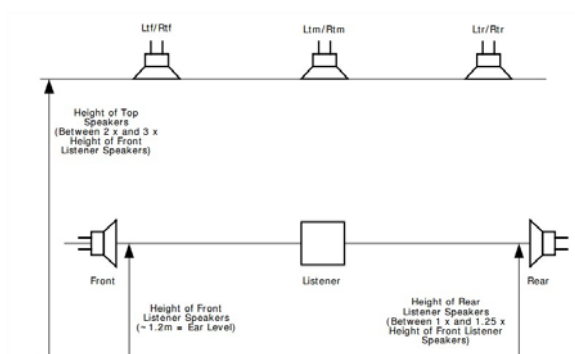 Ltf/Rtf
Ltm/Rtm
Ltr/Rtr
Height of Top
Speakers
(Between 2 x and 3 x
Height of Front
Listener Speakers)
Front
Listener
Rear
Height of Front
Listener Speakers
(~1.2m = Ear Level)
Height of Rear
Listener Speakers
(Between 1 x and 1.25 x
Height of Front Listener
Speakers)